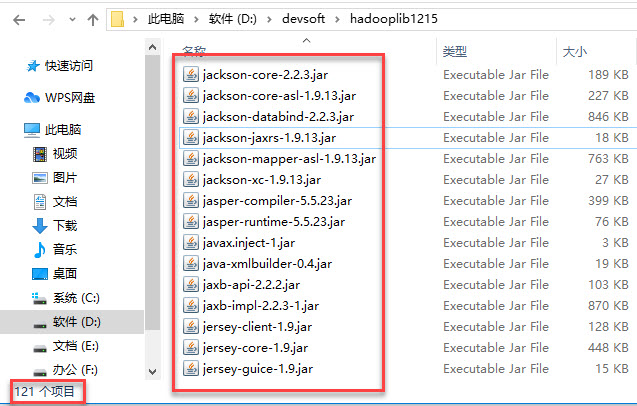 此电脑 > 软件 (D:) > devsoft > hadooplib1215
名称 类型 大小
快速访问
WPS网盘
此电脑
视频
图片
文档
下载
音乐
桌面
系统 (C:)
软件 (D:)
文档 (E:)
办公 (F:)
jackson-core-2.2.3.jar Executable Jar File 189 KB
jackson-core-asl-1.9.13.jar Executable Jar File 227 KB
jackson-databind-2.2.3.jar Executable Jar File 846 KB
jackson-jaxrs-1.9.13.jar Executable Jar File 18 KB
jackson-mapper-asl-1.9.13.jar Executable Jar File 763 KB
jackson-xc-1.9.13.jar Executable Jar File 27 KB
jasper-compiler-5.5.23.jar Executable Jar File 399 KB
jasper-runtime-5.5.23.jar Executable Jar File 76 KB
javax.inject-1.jar Executable Jar File 3 KB
java-xmlbuilder-0.4.jar Executable Jar File 19 KB
jaxb-api-2.2.2.jar Executable Jar File 103 KB
jaxb-impl-2.2.3-1.jar Executable Jar File 870 KB
jersey-client-1.9.jar Executable Jar File 128 KB
jersey-core-1.9.jar Executable Jar File 448 KB
jersey-guice-1.9.jar Executable Jar File 15 KB
121 个项目